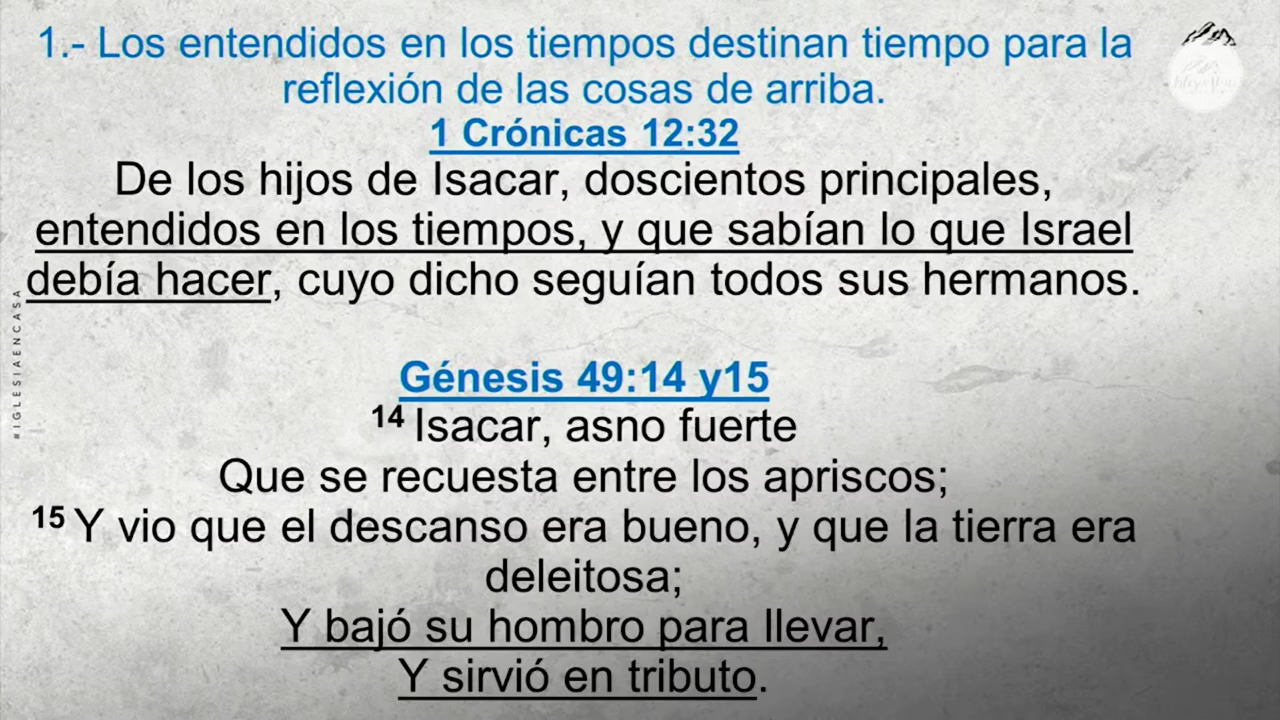 1.- Los entendidos en los tiempos destinan tiempo para la
reflexión de las cosas de arriba.
1 Crónicas 12:32
De los hijos de Isacar, doscientos principales,
entendidos en los tiempos, y que sabían lo que Israel
debía hacer, cuyo dicho seguían todos sus hermanos.
Génesis 49:14 y15
14 Isacar, asno fuerte
Que se recuesta entre los apriscos;
15 Y vio que el descanso era bueno, y que la tierra era
deleitosa;
Y bajó su hombro para llevar,
Y sirvió en tributo.
#IGLESIAENCASA